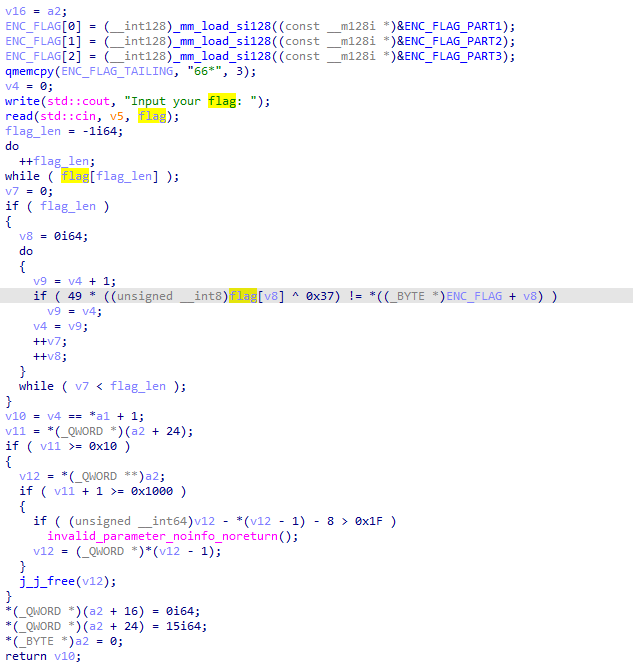 v16 = a2;
ENC_FLAG[0] = (__int128)_mm_load_si128((const __m128i *)&ENC_FLAG_PART1);
ENC_FLAG[1] = (__int128)_mm_load_si128((const __m128i *)&ENC_FLAG_PART2);
ENC_FLAG[2] = (__int128)_mm_load_si128((const __m128i *)&ENC_FLAG_PART3);
qmemcpy(ENC_FLAG_TAILING, "66*", 3);
v4 = 0;
write(std::cout, "Input your flag: ");
read(std::cin, v5, flag);
flag_len = -1i64;
do
++flag_len;
while ( flag[flag_len] );
v7 = 0;
if ( flag_len )
{
v8 = 0i64;
do
{
v9 = v4 + 1;
if ( 49 * ((unsigned __int8)flag[v8] ^ 0x37) != *((_BYTE *)ENC_FLAG + v8) )
v9 = v4;
v4 = v9;
++v7;
++v8;
}
while ( v7 < flag_len );
}
v10 = v4 == *a1 + 1;
v11 = *(_QWORD *)(a2 + 24);
if ( v11 >= 0x10 )
{
v12 = *(_QWORD **)a2;
if ( v11 + 1 >= 0x1000 )
{
if ( (unsigned __int64)v12 - *(v12 - 1) - 8 > 0x1F )
invalid_parameter_noinfo_noreturn();
v12 = (_QWORD *)*(v12 - 1);
}
j_j_free(v12);
}
*(_QWORD *)(a2 + 16) = 0i64;
*(_QWORD *)(a2 + 24) = 15i64;
*(_BYTE *)a2 = 0;
return v10;